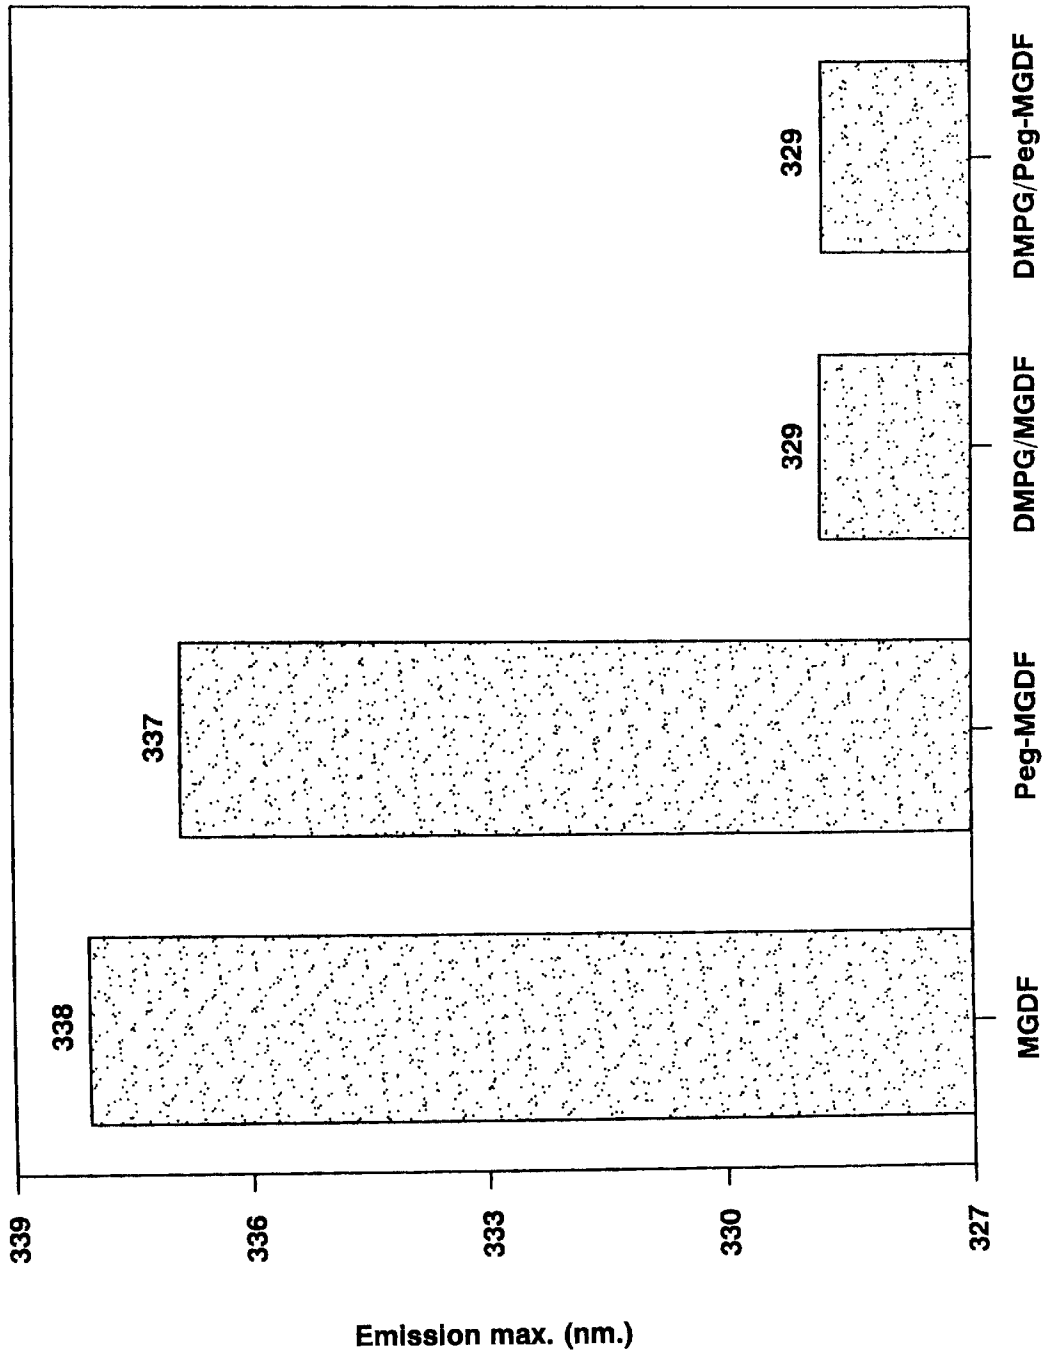 Emission max. (nm.)
339
336
333
330
327
338
337
329
329
MGDF
Peg-MGDF
DMPG/MGDF
DMPG/Peg-MGDF